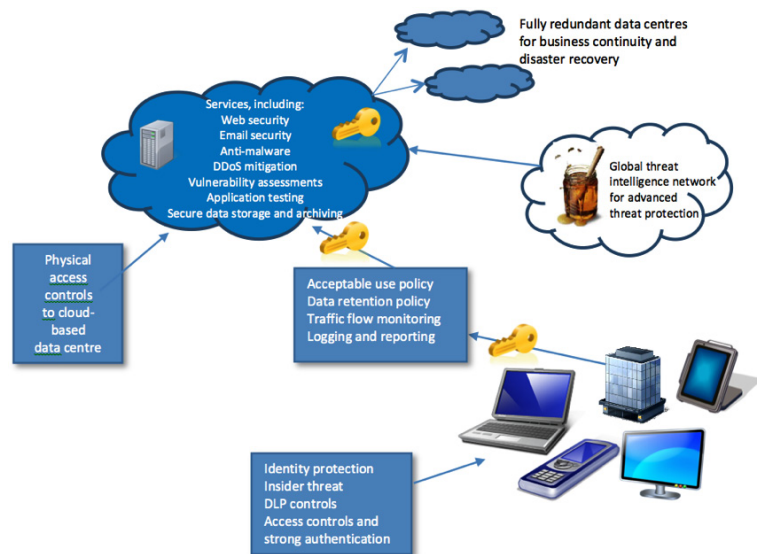 Fully redundant data centres
for business continuity and
disaster recovery
Services, including:
Web security
Email security
Anti-malware
DDoS mitigation
Vulnerability assessments
Application testing
Secure data storage and archiving
Global threat
intelligence network
for advanced
threat protection
Physical
access
controls
to cloud-
based
data centre
Acceptable use policy
Data retention policy
Traffic flow monitoring
Logging and reporting
Identity protection
Insider threat
DLP controls
Access controls and
strong authentication